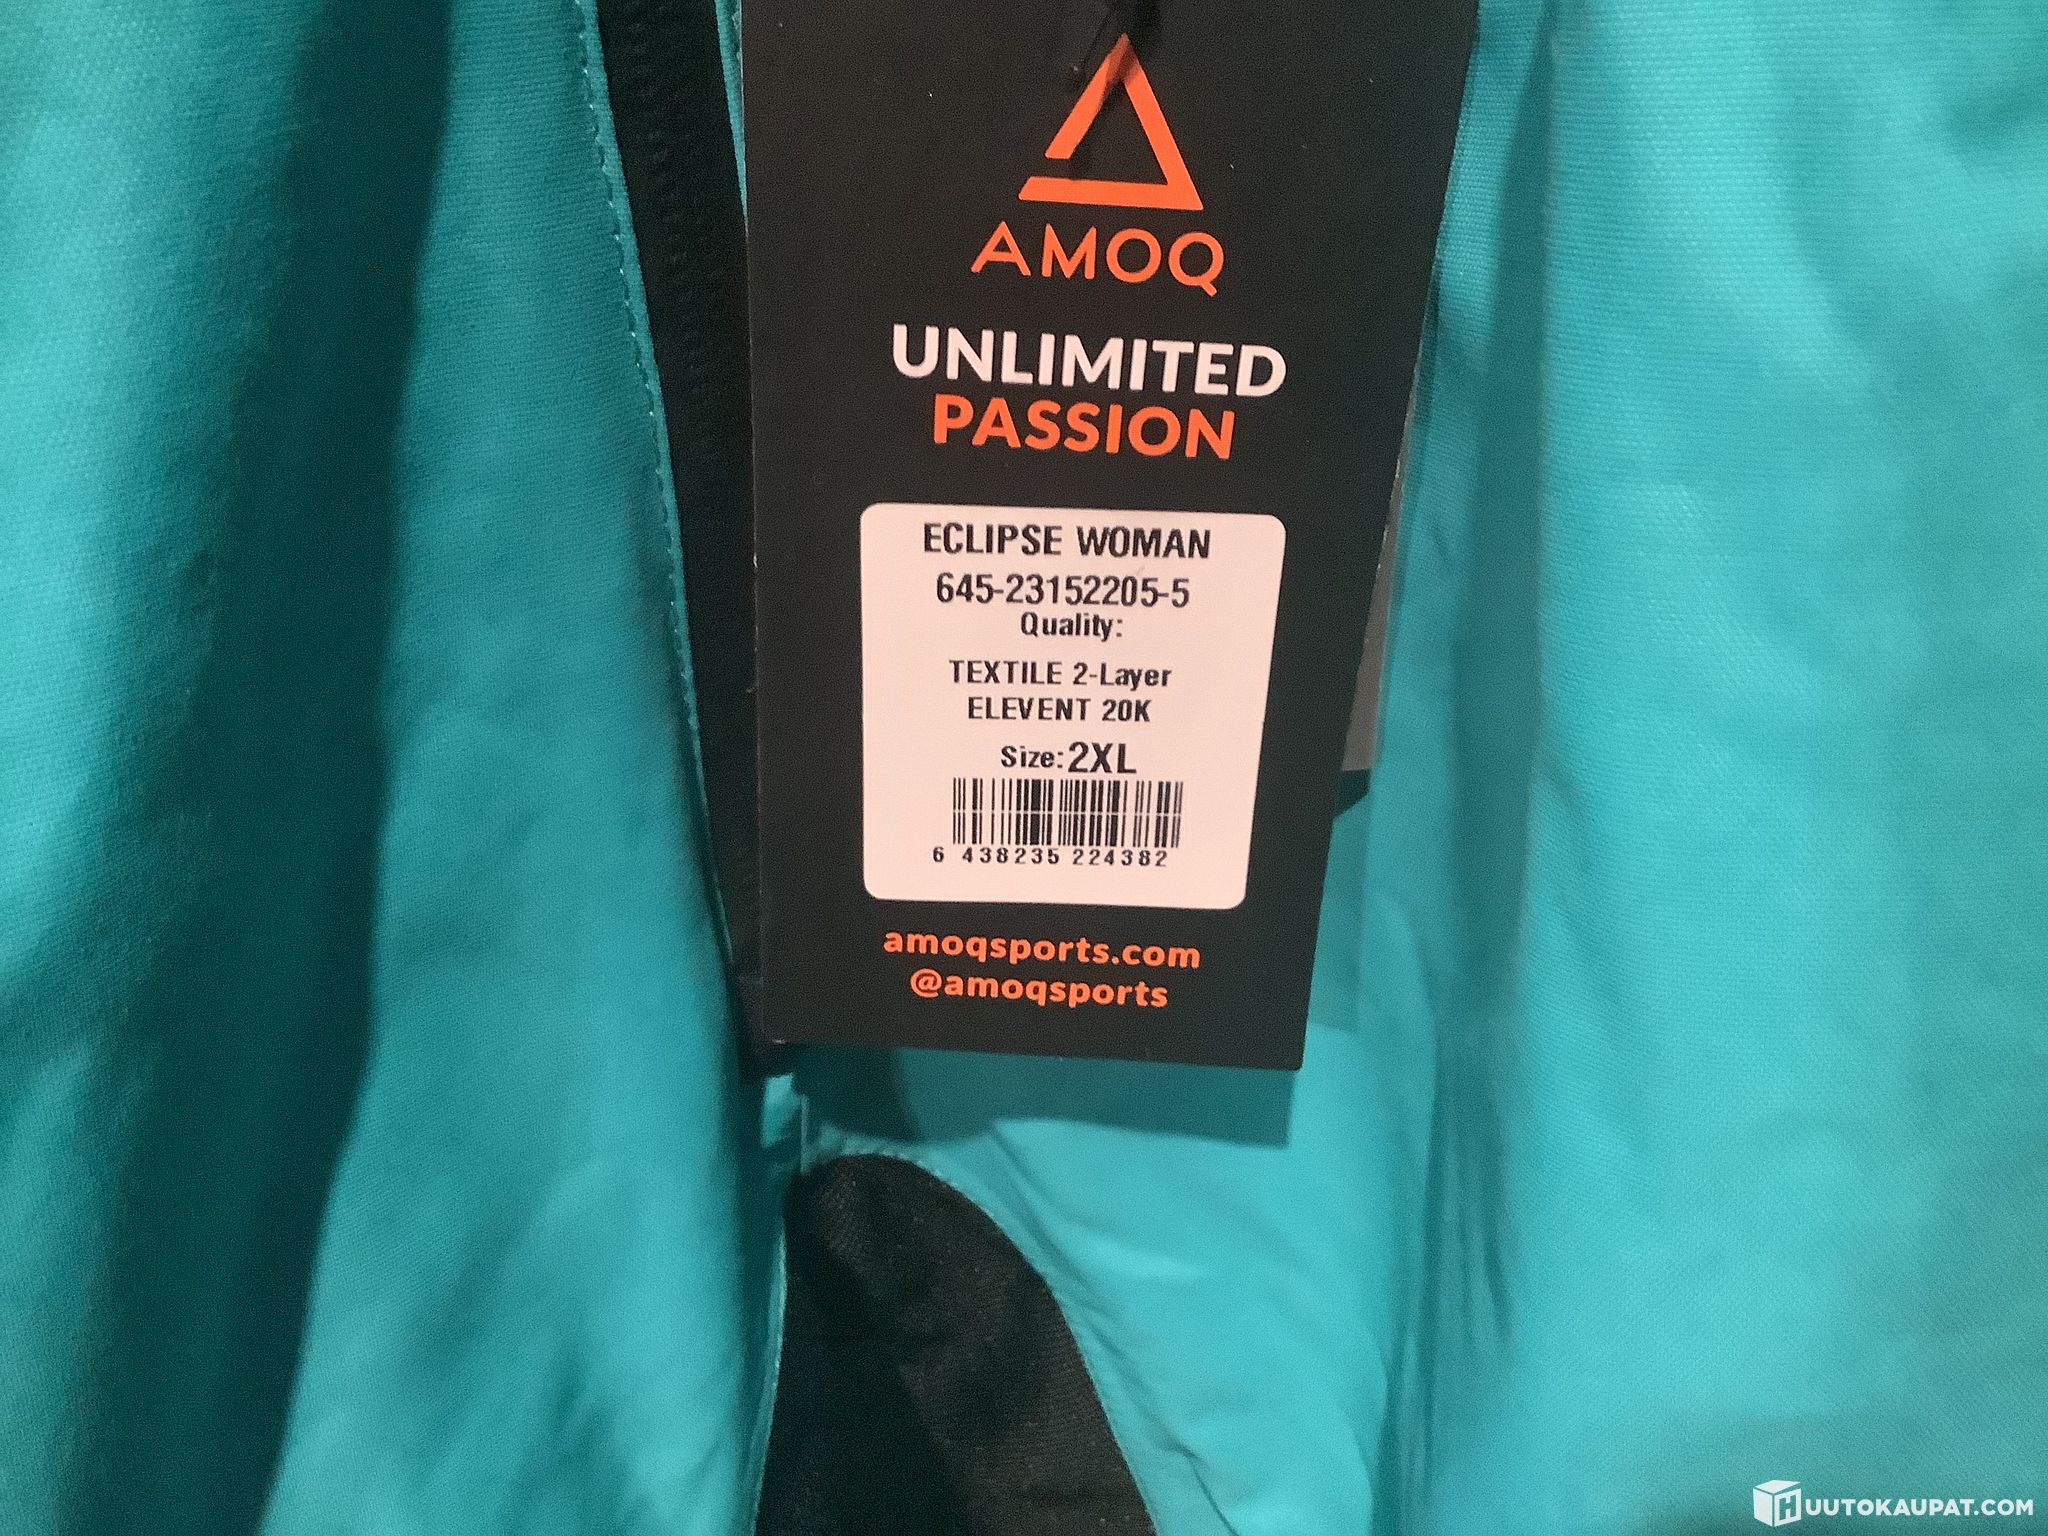 AMOQ
UNLIMITED
PASSION
ECLIPSE WOMAN
645-23152205-5
Quality:
TEXTILE 2-Layer
ELEVENT 20K
Size: 2XL
6 438235 224382
amoqsports.com
@amoqsports
HUUTOKAUPAT.COM